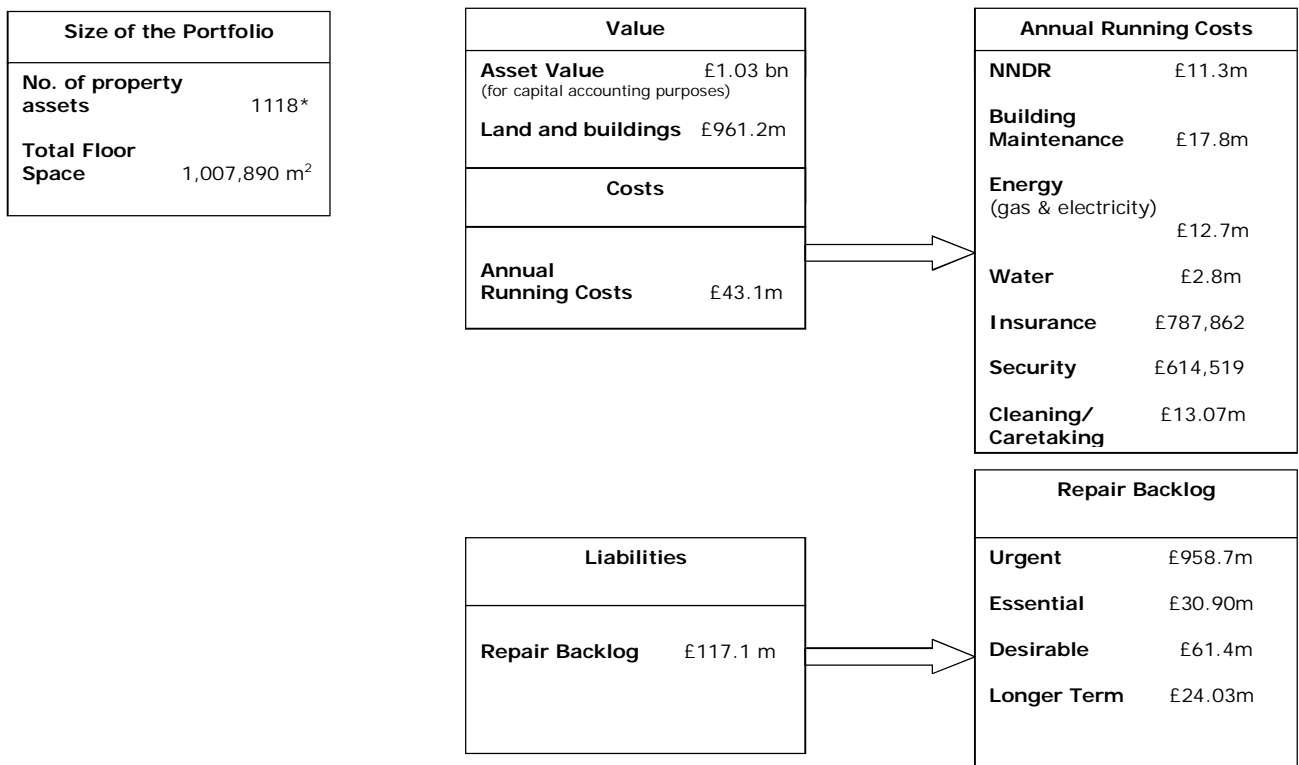 Size of the Portfolio
No. of property
assets 1118*
Total Floor
Space 1,007,890 m²
Value
Asset Value £1.03 bn
(for capital accounting purposes)
Land and buildings £961.2m
Costs
Annual
Running Costs £43.1m
Annual Running Costs
NNDR £11.3m
Building
Maintenance £17.8m
Energy
(gas & electricity)
£12.7m
Water £2.8m
Insurance £787,862
Security £614,519
Cleaning/ £13.07m
Caretaking
Liabilities
Repair Backlog £117.1 m
Repair Backlog
Urgent £958.7m
Essential £30.90m
Desirable £61.4m
Longer Term £24.03m